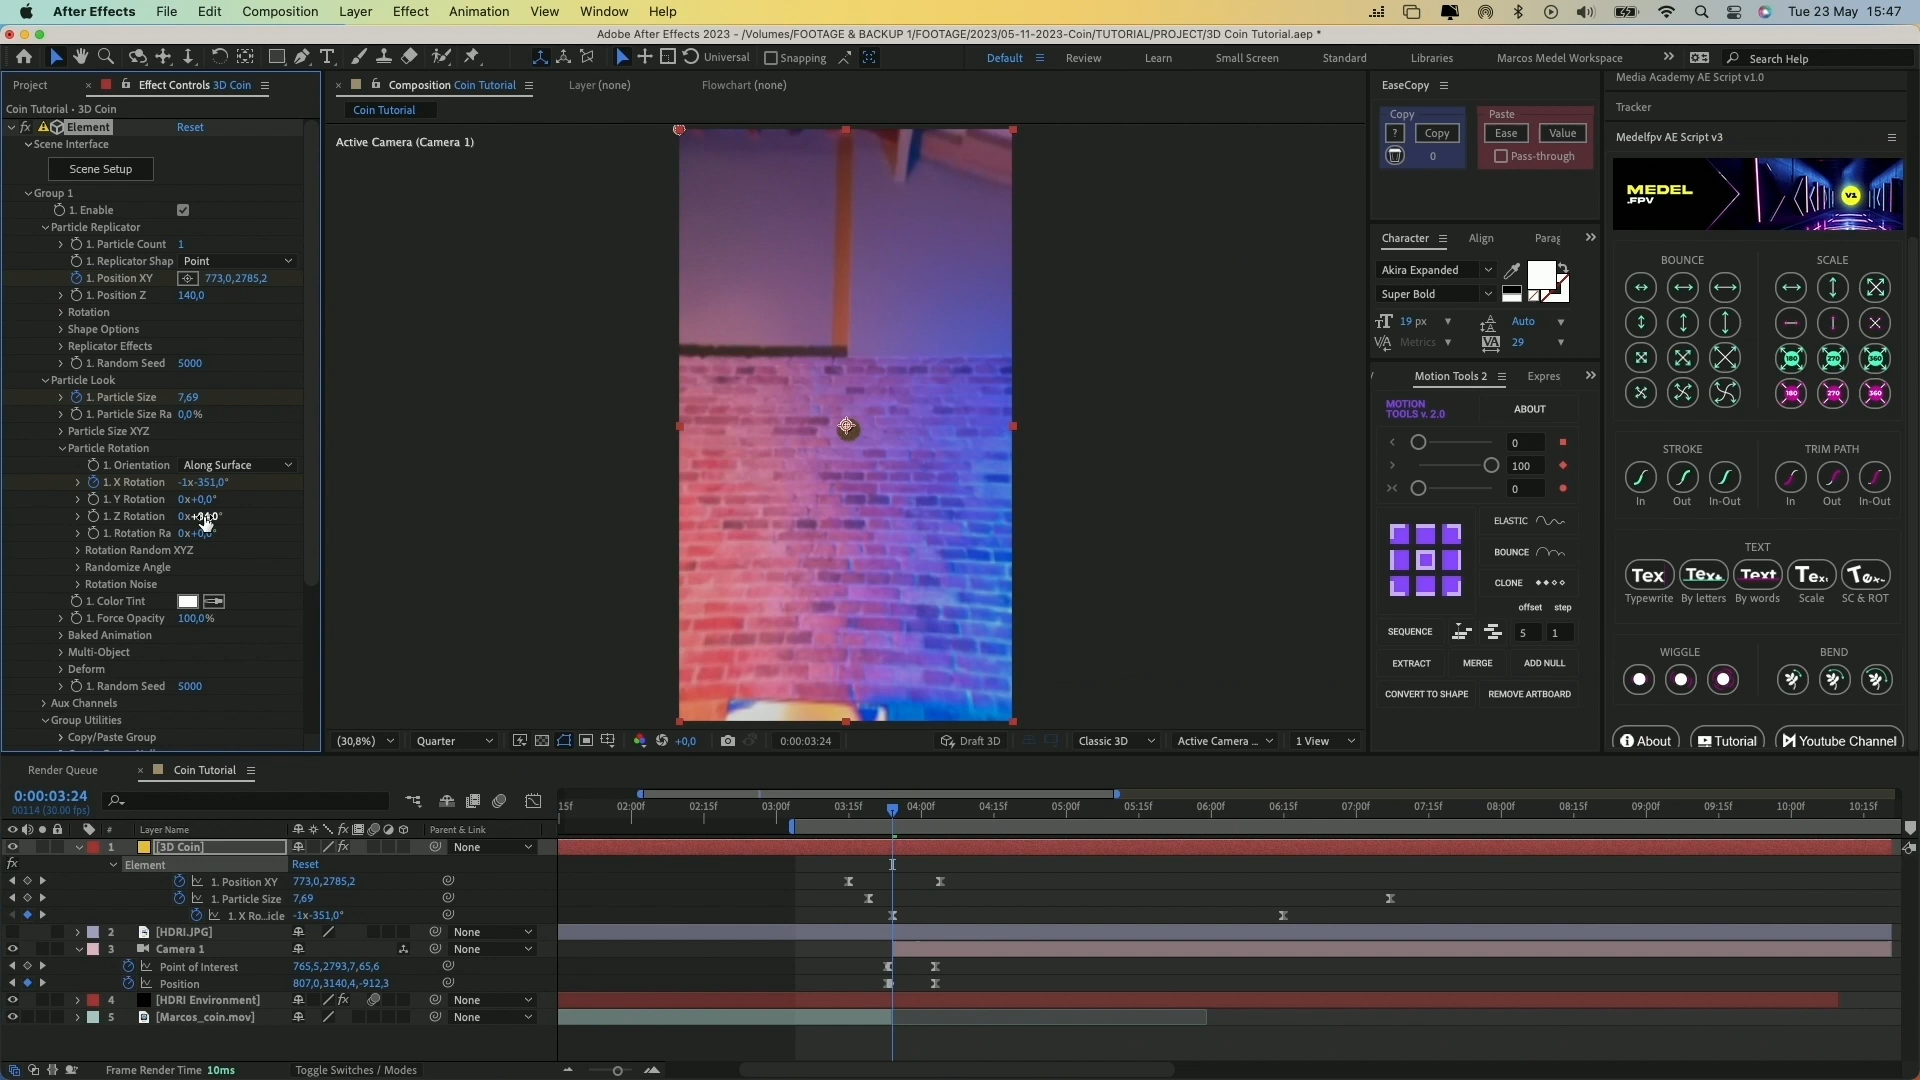 After Effects File Edit Composition Layer Effect Animation View Window Help Tue 23 May 15:47
Adobe After Effects 2023 - /Volumes/FOOTAGE & BACKUP 1/FOOTAGE/2023/05-11-2023-Coin/TUTORIAL/PROJECT/3D Coin Tutorial.aep *
Universal Snapping Default Review Learn Small Screen Standard Libraries Marcos Medel Workspace Search Help
Project Effect Controls 3D Coin
Coin Tutorial • 3D Coin
fx Element Reset
Scene Interface
Scene Setup
Group 1
1. Enable
Particle Replicator
1. Particle Count 1
1. Replicator Shap Point
1. Position XY 773,0,2785,2
1. Position Z 140,0
Rotation
Shape Options
Replicator Effects
1. Random Seed 5000
Particle Look
1. Particle Size 7,69
1. Particle Size Ra 0,0%
Particle Size XYZ
Particle Rotation
1. Orientation Along Surface
1. X Rotation -1x-351,0°
1. Y Rotation 0x+0,0°
1. Z Rotation
1. Rotation Ra 0x+0,0°
Rotation Random XYZ
Randomize Angle
Rotation Noise
1. Color Tint
1. Force Opacity 100,0%
Baked Animation
Multi-Object
Deform
1. Random Seed 5000
Aux Channels
Group Utilities
Copy/Paste Group
Composition Coin Tutorial Layer (none) Flowchart (none)
Coin Tutorial
Active Camera (Camera 1)
(30,8%) Quarter +0,0 0:00:03:24 Draft 3D Classic 3D Active Camera ... 1 View
EaseCopy
Copy Paste
? Copy Ease Value
0 Pass-through
Character Align Parag
Akira Expanded
Super Bold
19 px Auto
Metrics 29
Motion Tools 2 Expres
MOTION
TOOLS v. 2.0 ABOUT
0
100
0
ELASTIC
BOUNCE
CLONE
offset step
SEQUENCE 5 1
EXTRACT MERGE ADD NULL
CONVERT TO SHAPE REMOVE ARTBOARD
Media Academy AE Script v1.0
Tracker
Medelfpv AE Script v3
MEDEL
.FPV V1
BOUNCE SCALE
180 270 360
180 270 360
STROKE TRIM PATH
In Out In-Out In Out In-Out
TEXT
Typewrite By letters By words Scale SC & ROT
WIGGLE BEND
About Tutorial Youtube Channel
Render Queue Coin Tutorial
0:00:03:24
00114 (30.00 fps)
15f 02:00f 02:15f 03:00f 03:15f 04:00f 04:15f 05:00f 05:15f 06:00f 06:15f 07:00f 07:15f 08:00f 08:15f 09:00f 09:15f 10:00f 10:15f
# Layer Name fx Parent & Link
1 [3D Coin] fx None
fx Element Reset
1. Position XY 773,0,2785,2
1. Particle Size 7,69
1. X Ro...icle -1x-351,0°
2 [HDRI.JPG] None
3 Camera 1 None
Point of Interest 765,5,2793,7,65,6
Position 807,0,3140,4,-912,3
4 [HDRI Environment] fx None
5 [Marcos_coin.mov] None
Frame Render Time 10ms Toggle Switches / Modes